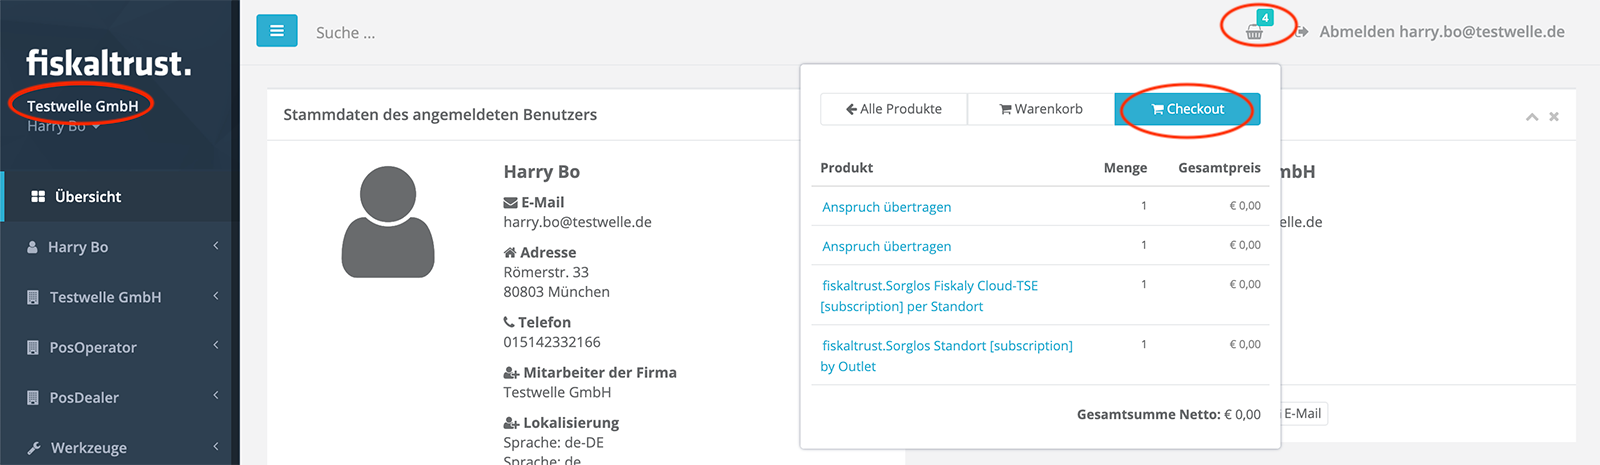 fiskaltrust.
Testwelle GmbH
Harry Bo
Übersicht
Harry Bo
Testwelle GmbH
PosOperator
PosDealer
Werkzeuge
Suche ...
4
Abmelden harry.bo@testwelle.de
Stammdaten des angemeldeten Benutzers
Harry Bo
E-Mail
harry.bo@testwelle.de
Adresse
Römerstr. 33
80803 München
Telefon
015142332166
Mitarbeiter der Firma
Testwelle GmbH
Lokalisierung
Sprache: de-DE
Sprache: de
Alle Produkte
Warenkorb
Checkout
Produkt Menge Gesamtpreis
Anspruch übertragen 1 € 0,00
Anspruch übertragen 1 € 0,00
fiskaltrust.Sorglos Fiskaly Cloud-TSE 1 € 0,00
[subscription] per Standort
fiskaltrust.Sorglos Standort [subscription] 1 € 0,00
by Outlet
Gesamtsumme Netto: € 0,00
mbH
lle.de
E-Mail